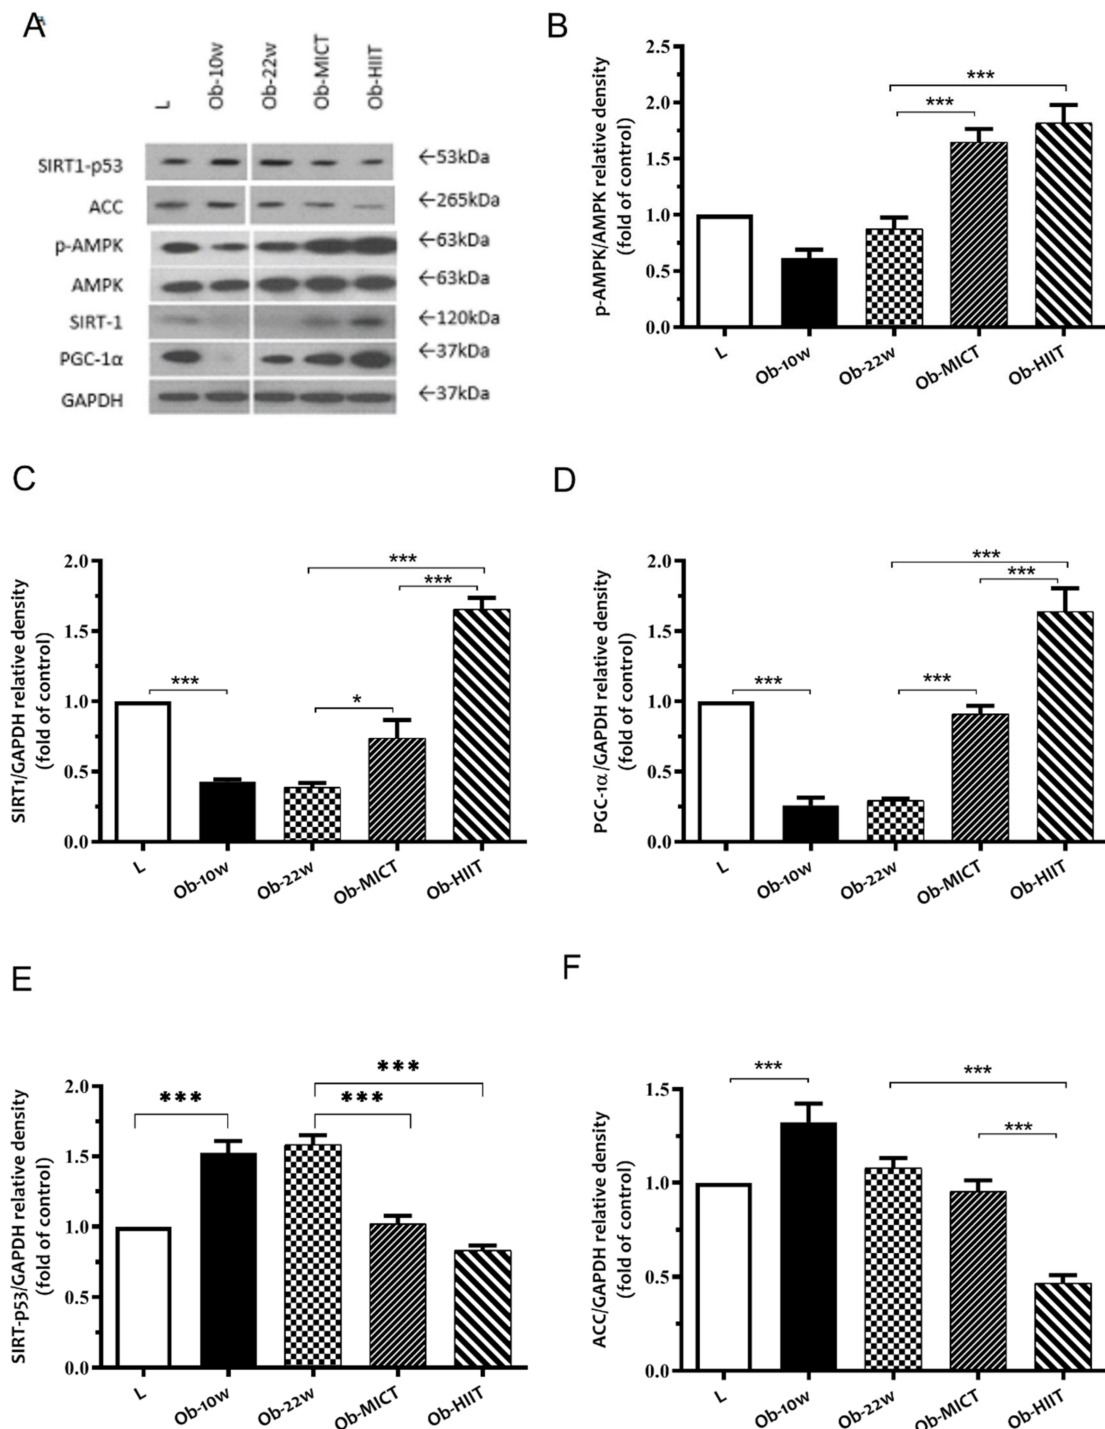 A
L
Ob-10w
Ob-22w
Ob-MICT
Ob-HIIT
SIRT1-p53
←53kDa
ACC
←265kDa
p-AMPK
←63kDa
AMPK
←63kDa
SIRT-1
←120kDa
PGC-1α
←37kDa
GAPDH
←37kDa
B
p-AMPK/AMPK relative density
(fold of control)
2.5
2.0
1.5
1.0
0.5
0.0
***
***
L
Ob-10w
Ob-22w
Ob-MICT
Ob-HIIT
C
SIRT1/GAPDH relative density
(fold of control)
2.0
1.5
1.0
0.5
0.0
***
***
***
*
L
Ob-10w
Ob-22w
Ob-MICT
Ob-HIIT
D
PGC-1α/GAPDH relative density
(fold of control)
2.0
1.5
1.0
0.5
0.0
***
***
***
***
L
Ob-10w
Ob-22w
Ob-MICT
Ob-HIIT
E
SIRT-p53/GAPDH relative density
(fold of control)
2.0
1.5
1.0
0.5
0.0
***
***
***
L
Ob-10w
Ob-22w
Ob-MICT
Ob-HIIT
F
ACC/GAPDH relative density
(fold of control)
1.5
1.0
0.5
0.0
***
***
***
L
Ob-10w
Ob-22w
Ob-MICT
Ob-HIIT